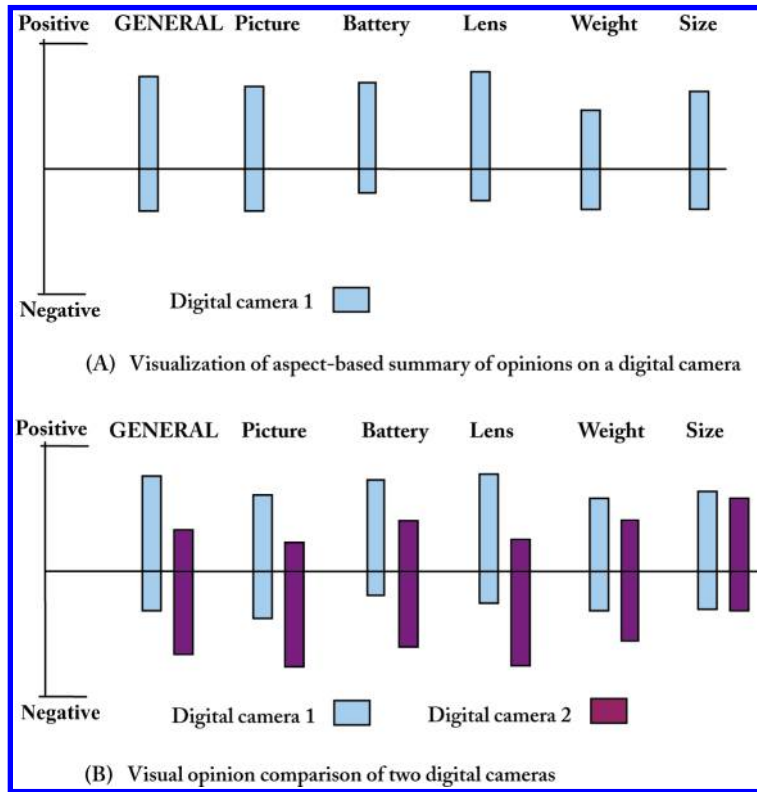 Positive GENERAL Picture Battery Lens Weight Size
Negative
Digital camera 1
(A) Visualization of aspect-based summary of opinions on a digital camera
Positive GENERAL Picture Battery Lens Weight Size
Negative
Digital camera 1 Digital camera 2
(B) Visual opinion comparison of two digital cameras